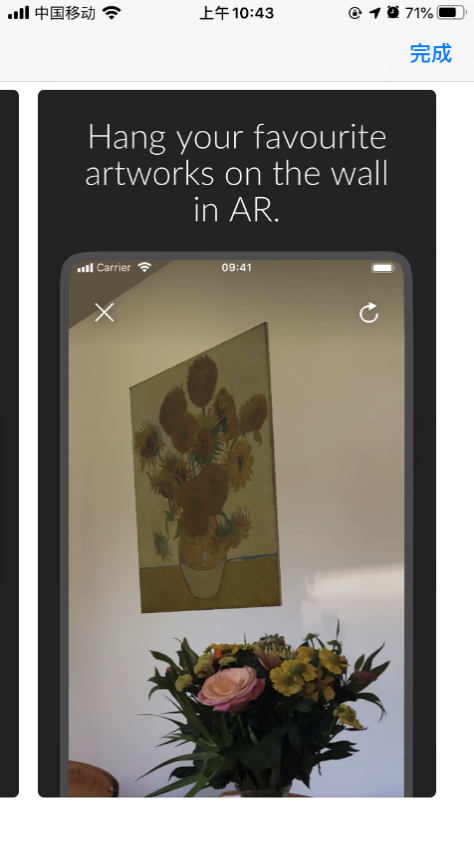 中国移动 上午10:43 71%
完成
Hang your favourite
artworks on the wall
in AR.
Carrier 09:41